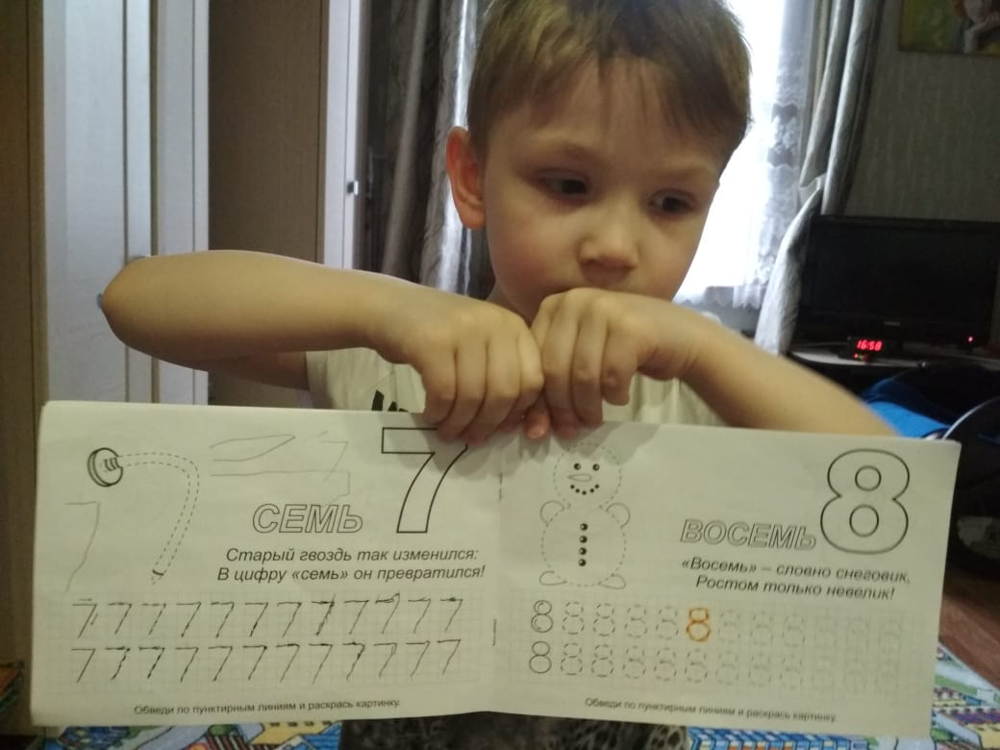 7
СЕМЬ
Старый гвоздь так изменился:
В цифру «семь» он превратился!
7 7 7 7 7 7 7 7 7 7 7 7 7
7 7 7 7 7 7 7 7 7 7 7 7 7
Обведи по пунктирным линиям и раскрась картинку.
8
ВОСЕМЬ
«Восемь» – словно снеговик,
Ростом только невелик!
8 8 8 8 8 8 8 8 8 8 8 8
8 8 8 8 8 8 8 8 8 8 8 8
Обведи по пунктирным линиям и раскрась картинку.
16:50